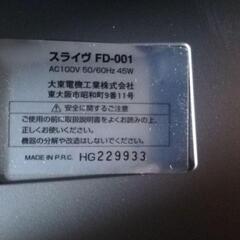 スライヴ FD-001
AC100V 50/60Hz 45W
大東電機工業株式会社
東大阪市昭和町9番11号
安全に関するご注意
ご使用の前に取扱説明書をよくお読みの上、
正しくお使いください。
機器の分解・改造はしないでください。
MADE IN P.R.C. HG229933